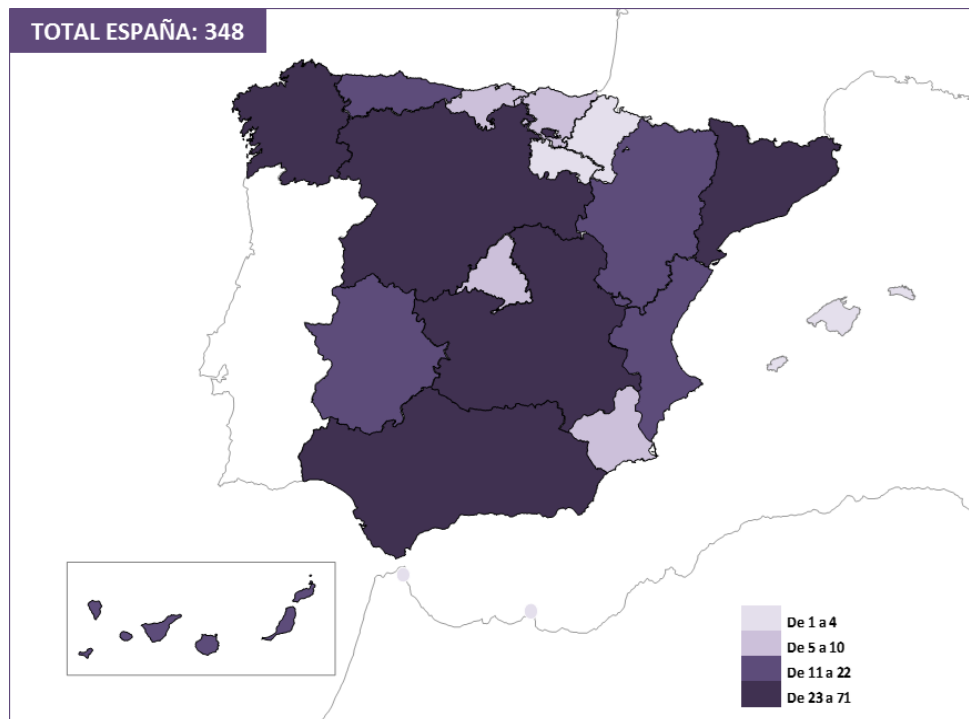 TOTAL ESPAÑA: 348
De 1 a 4
De 5 a 10
De 11 a 22
De 23 a 71